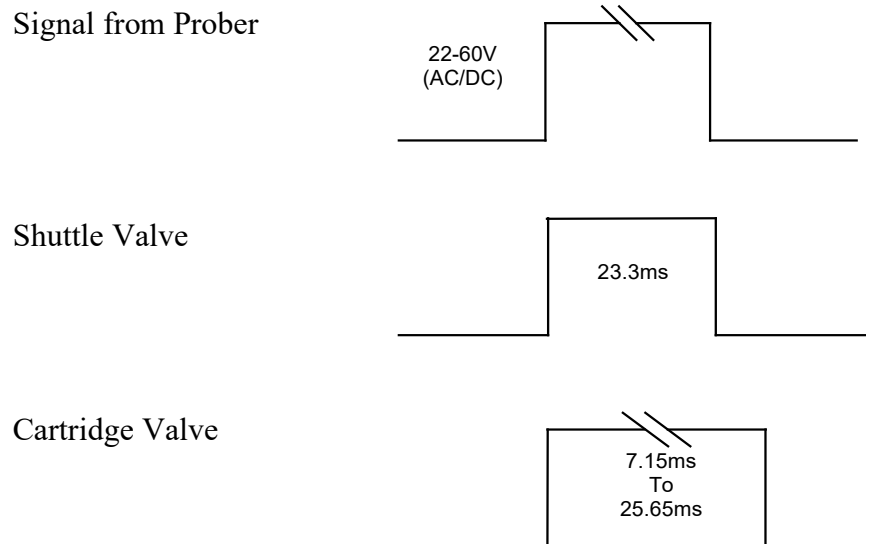 Signal from Prober
22-60V
(AC/DC)
Shuttle Valve
23.3ms
Cartridge Valve
7.15ms
To
25.65ms